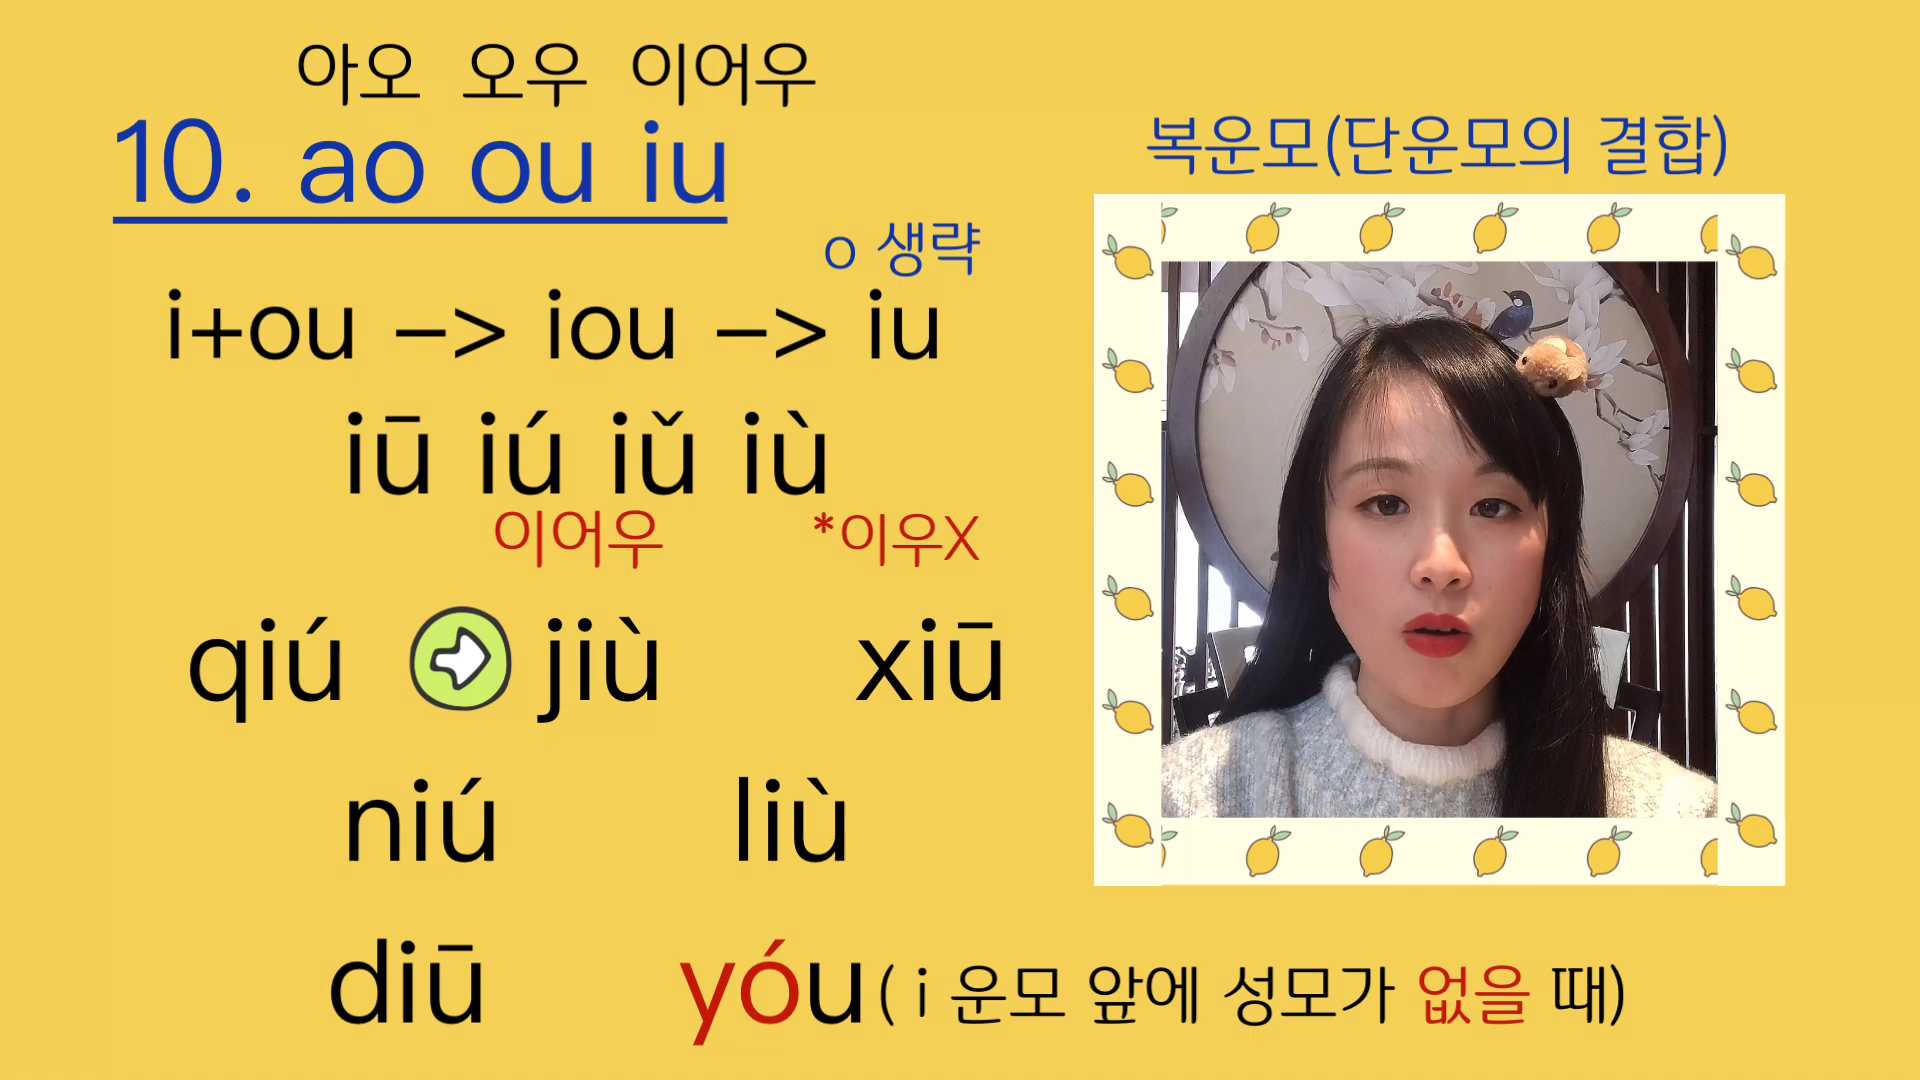 아오 오우 이어우
10. ao ou iu
복운모(단운모의 결합)
o 생략
i+ou –> iou –> iu
iū iú iǔ iù
이어우 *이우X
qiú jiù xiū
niú liù
diū yóu( i 운모 앞에 성모가 없을 때)